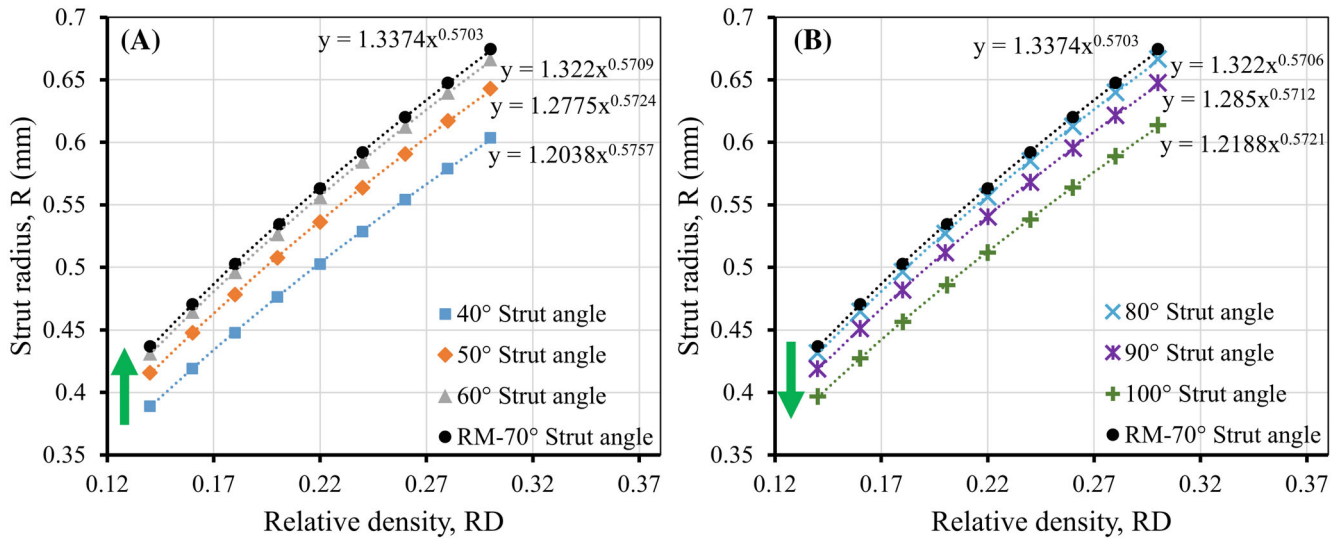 (A)
Strut radius, R (mm)
0.7
0.65
0.6
0.55
0.5
0.45
0.4
0.35
y = 1.3374x^0.5703
y = 1.322x^0.5709
y = 1.2775x^0.5724
y = 1.2038x^0.5757
40° Strut angle
50° Strut angle
60° Strut angle
RM-70° Strut angle
0.12 0.17 0.22 0.27 0.32 0.37
Relative density, RD
(B)
Strut radius, R (mm)
0.7
0.65
0.6
0.55
0.5
0.45
0.4
0.35
y = 1.3374x^0.5703
y = 1.322x^0.5706
y = 1.285x^0.5712
y = 1.2188x^0.5721
80° Strut angle
90° Strut angle
100° Strut angle
RM-70° Strut angle
0.12 0.17 0.22 0.27 0.32 0.37
Relative density, RD